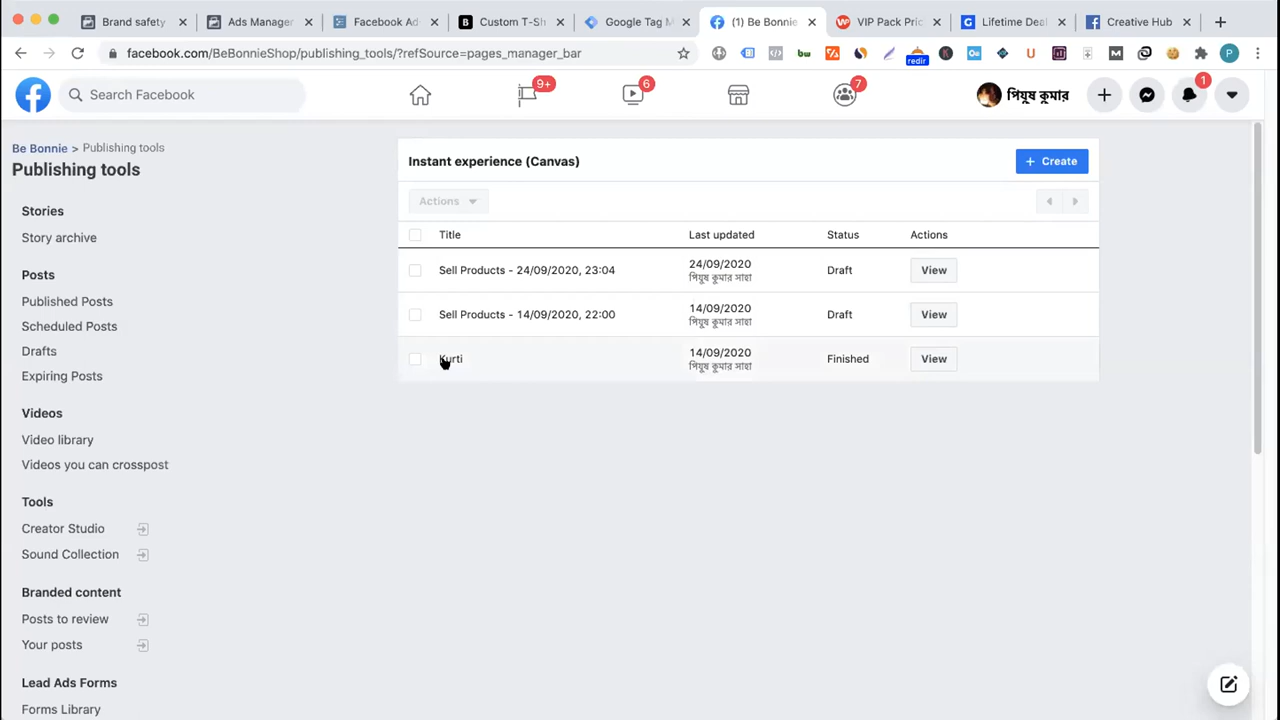 Brand safety
Ads Manager
Facebook Ad
Custom T-Sh
Google Tag M
(1) Be Bonnie
VIP Pack Pric
Lifetime Deal
Creative Hub
facebook.com/BeBonnieShop/publishing_tools/?refSource=pages_manager_bar
redir
P
Search Facebook
9+
6
7
পিযুষ কুমার
1
Be Bonnie > Publishing tools
Publishing tools
Stories
Story archive
Posts
Published Posts
Scheduled Posts
Drafts
Expiring Posts
Videos
Video library
Videos you can crosspost
Tools
Creator Studio
Sound Collection
Branded content
Posts to review
Your posts
Lead Ads Forms
Forms Library
Instant experience (Canvas)
+ Create
Actions
Title Last updated Status Actions
Sell Products - 24/09/2020, 23:04 24/09/2020 Draft View
পিযুষ কুমার সাহা
Sell Products - 14/09/2020, 22:00 14/09/2020 Draft View
পিযুষ কুমার সাহা
Kurti 14/09/2020 Finished View
পিযুষ কুমার সাহা